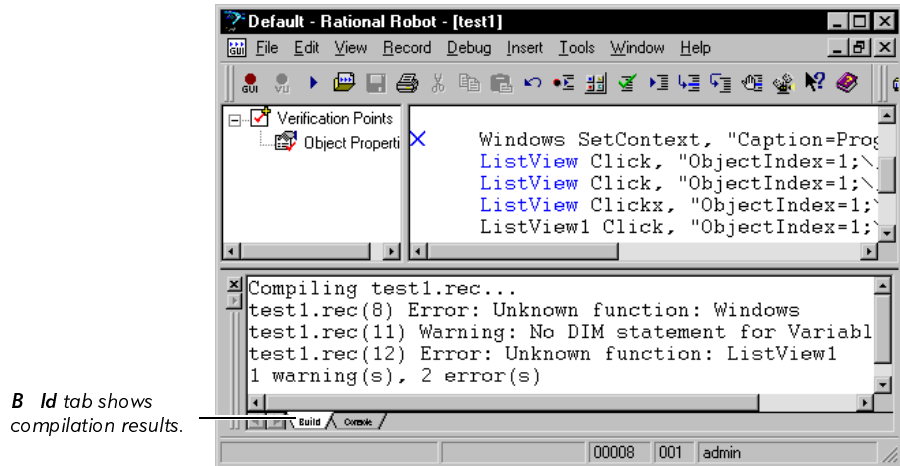 Default - Rational Robot - [test1]
GUI File Edit View Record Debug Insert Tools Window Help
GUI VU
Verification Points
Object Properti
Windows SetContext, "Caption=Prog
ListView Click, "ObjectIndex=1;\
ListView Click, "ObjectIndex=1;\
ListView Clickx, "ObjectIndex=1;\
ListView1 Click, "ObjectIndex=1;
Compiling test1.rec...
test1.rec(8) Error: Unknown function: Windows
test1.rec(11) Warning: No DIM statement for Variabl
test1.rec(12) Error: Unknown function: ListView1
1 warning(s), 2 error(s)
B ld tab shows
compilation results.
Build Console
00008 001 admin